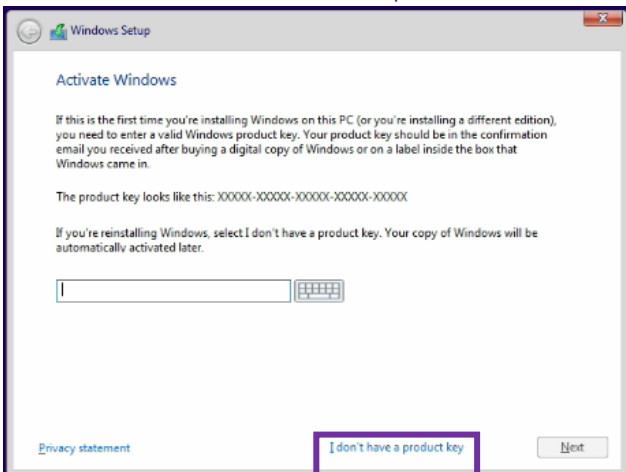 Windows Setup
Activate Windows
If this is the first time you're installing Windows on this PC (or you're installing a different edition),
you need to enter a valid Windows product key. Your product key should be in the confirmation
email you received after buying a digital copy of Windows or on a label inside the box that
Windows came in.
The product key looks like this: XXXXX-XXXXX-XXXXX-XXXXX-XXXXX
If you're reinstalling Windows, select I don't have a product key. Your copy of Windows will be
automatically activated later.
Privacy statement
I don't have a product key
Next